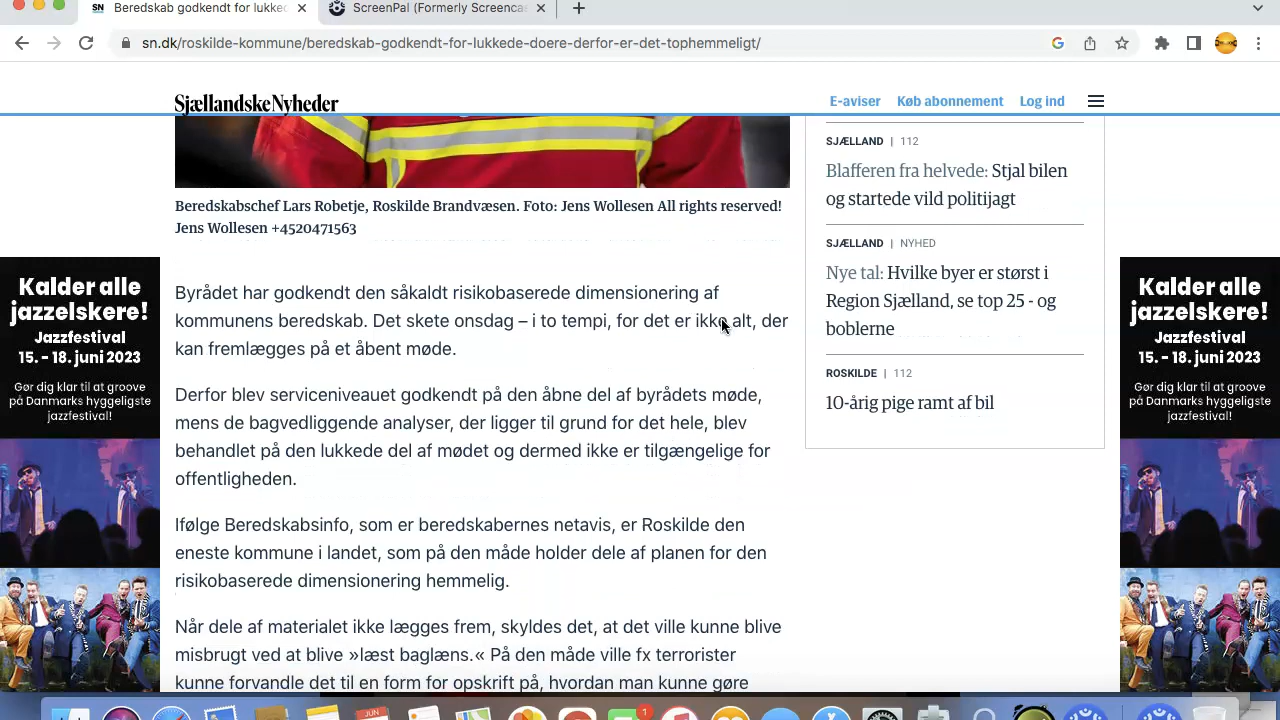 Beredskab godkendt for lukked
ScreenPal (Formerly Screencas
sn.dk/roskilde-kommune/beredskab-godkendt-for-lukkede-doere-derfor-er-det-tophemmeligt/
SjællandskeNyheder
E-aviser
Køb abonnement
Log ind
Beredskabschef Lars Robetje, Roskilde Brandvæsen. Foto: Jens Wollesen All rights reserved!
Jens Wollesen +4520471563
Byrådet har godkendt den såkaldt risikobaserede dimensionering af
kommunens beredskab. Det skete onsdag – i to tempi, for det er ikke alt, der
kan fremlægges på et åbent møde.
Derfor blev serviceniveauet godkendt på den åbne del af byrådets møde,
mens de bagvedliggende analyser, der ligger til grund for det hele, blev
behandlet på den lukkede del af mødet og dermed ikke er tilgængelige for
offentligheden.
Ifølge Beredskabsinfo, som er beredskabernes netavis, er Roskilde den
eneste kommune i landet, som på den måde holder dele af planen for den
risikobaserede dimensionering hemmelig.
Når dele af materialet ikke lægges frem, skyldes det, at det ville kunne blive
misbrugt ved at blive »læst baglæns.« På den måde ville fx terrorister
kunne forvandle det til en form for opskrift på, hvordan man kunne gøre
SJÆLLAND | 112
Blafferen fra helvede: Stjal bilen
og startede vild politijagt
SJÆLLAND | NYHED
Nye tal: Hvilke byer er størst i
Region Sjælland, se top 25 - og
boblerne
ROSKILDE | 112
10-årig pige ramt af bil
Kalder alle
jazzelskere!
Jazzfestival
15. - 18. juni 2023
Gør dig klar til at groove
på Danmarks hyggeligste
jazzfestival!
Kalder alle
jazzelskere!
Jazzfestival
15. - 18. juni 2023
Gør dig klar til at groove
på Danmarks hyggeligste
jazzfestival!
JUN
1